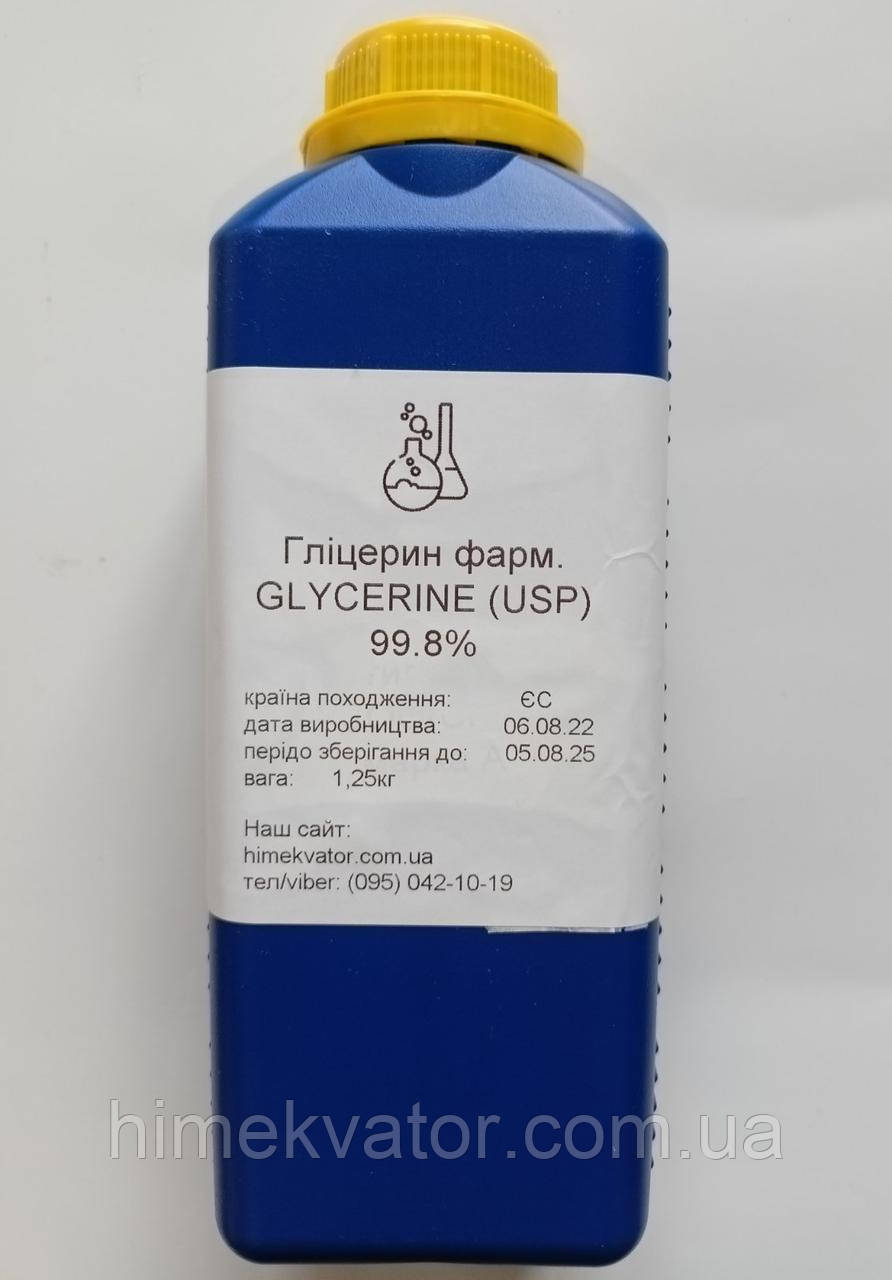 Гліцерин фарм.
GLYCERINE (USP)
99.8%
країна походження: ЄС
дата виробництва: 06.08.22
перідо зберігання до: 05.08.25
вага: 1,25кг
Наш сайт:
himekvator.com.ua
тел/viber: (095) 042-10-19
himekvator.com.ua